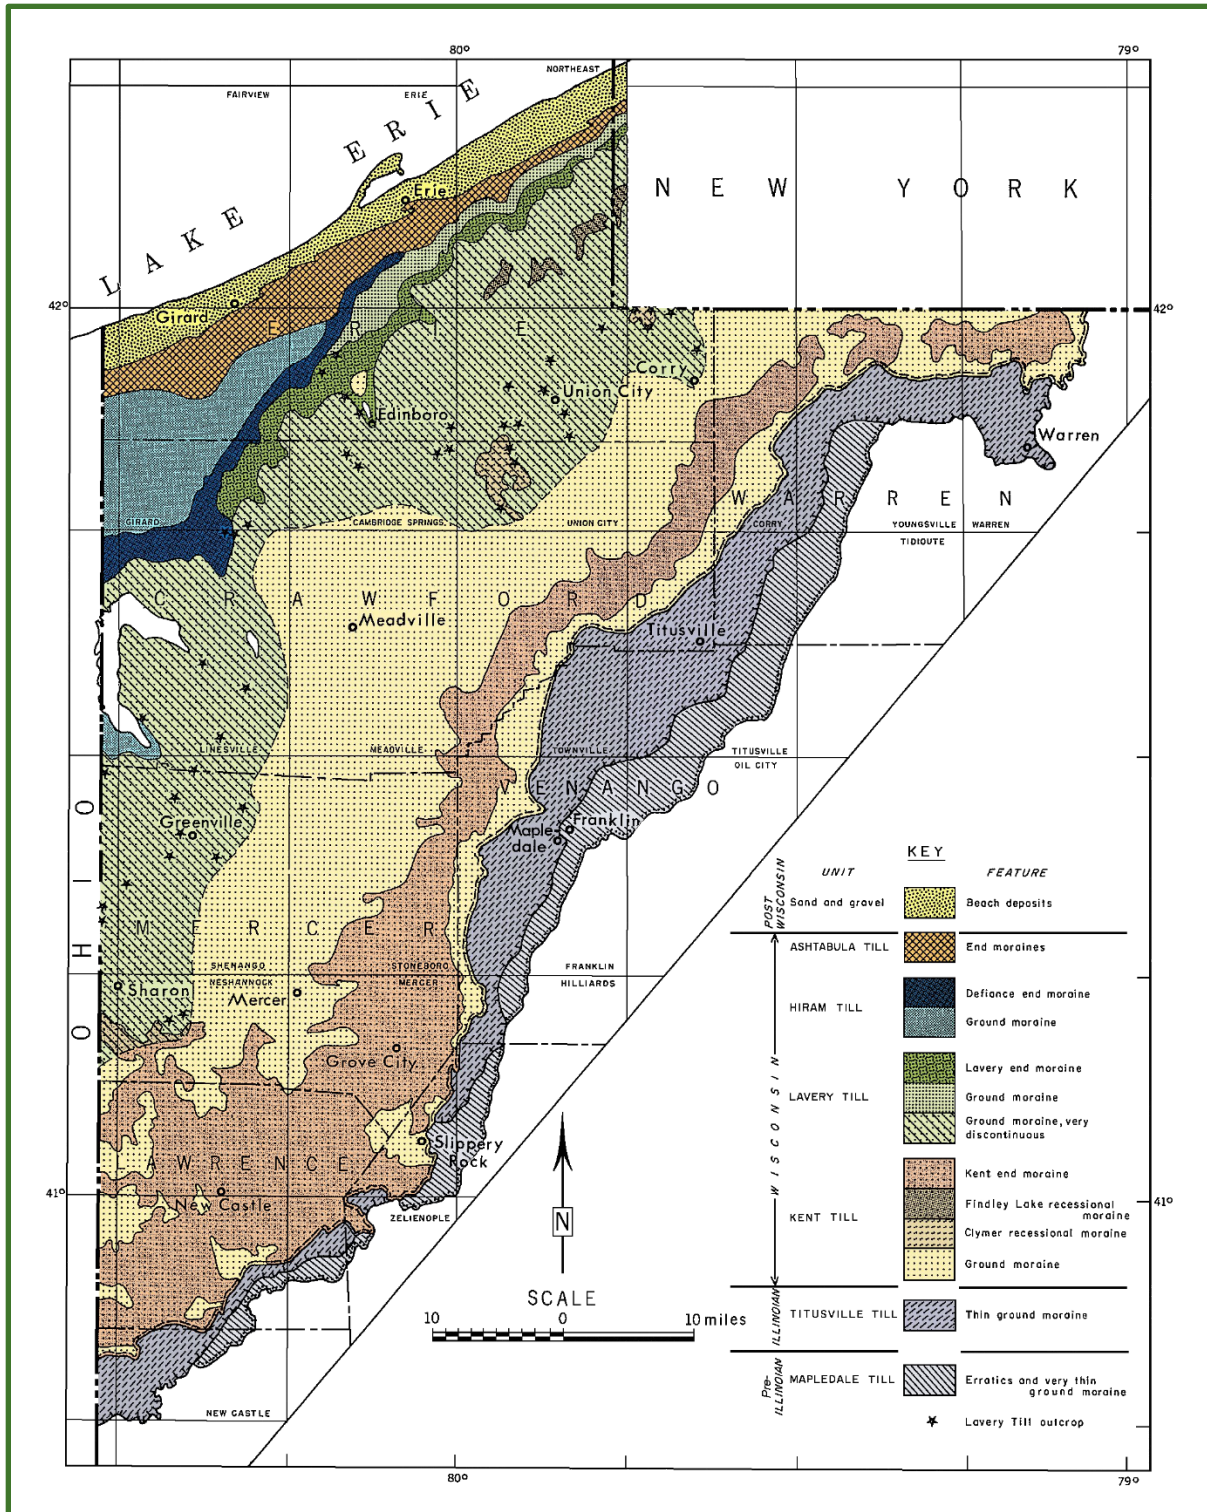 80°
79°
NORTHEAST
FAIRVIEW
ERIE
LAKE ERIE
NEW YORK
Erie
42°
42°
Girard
ERIE
Corry
Union City
Edinboro
Warren
WARREN
GIRARD
CAMBRIDGE SPRINGS
UNION CITY
CORRY
YOUNGSVILLE
WARREN
TIDIOUTE
CRAWFORD
Meadville
Titusville
LINESVILLE
MEADVILLE
TOWNVILLE
TITUSVILLE
OIL CITY
VENANGO
OHIO
Greenville
Franklin
Maple-
dale
MERCER
SHENANGO
NESHANNOCK
STONEBORO
MERCER
FRANKLIN
HILLIARDS
Sharon
Mercer
Grove City
Slippery
Rock
LAWRENCE
New Castle
41°
41°
ZELIENOPLE
NEW CASTLE
N
SCALE
10 0 10 miles
80°
79°
KEY
UNIT
FEATURE
POST
WISCONSIN
Sand and gravel
Beach deposits
WISCONSIN
ASHTABULA TILL
End moraines
HIRAM TILL
Defiance end moraine
Ground moraine
LAVERY TILL
Lavery end moraine
Ground moraine
Ground moraine, very
discontinuous
KENT TILL
Kent end moraine
Findley Lake recessional
moraine
Clymer recessional moraine
Ground moraine
ILLINOIAN
TITUSVILLE TILL
Thin ground moraine
Pre-
ILLINOIAN
MAPLEDALE TILL
Erratics and very thin
ground moraine
Lavery Till outcrop